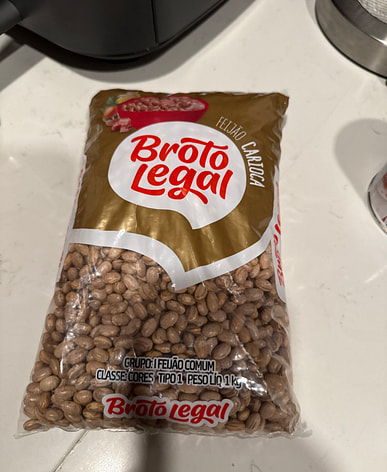 FEIJÃO CARIOCA
Broto
Legal
GRUPO: I FEIJÃO COMUM
CLASSE: CORES TIPO 1 PESO LÍQ. 1 kg
Broto Legal